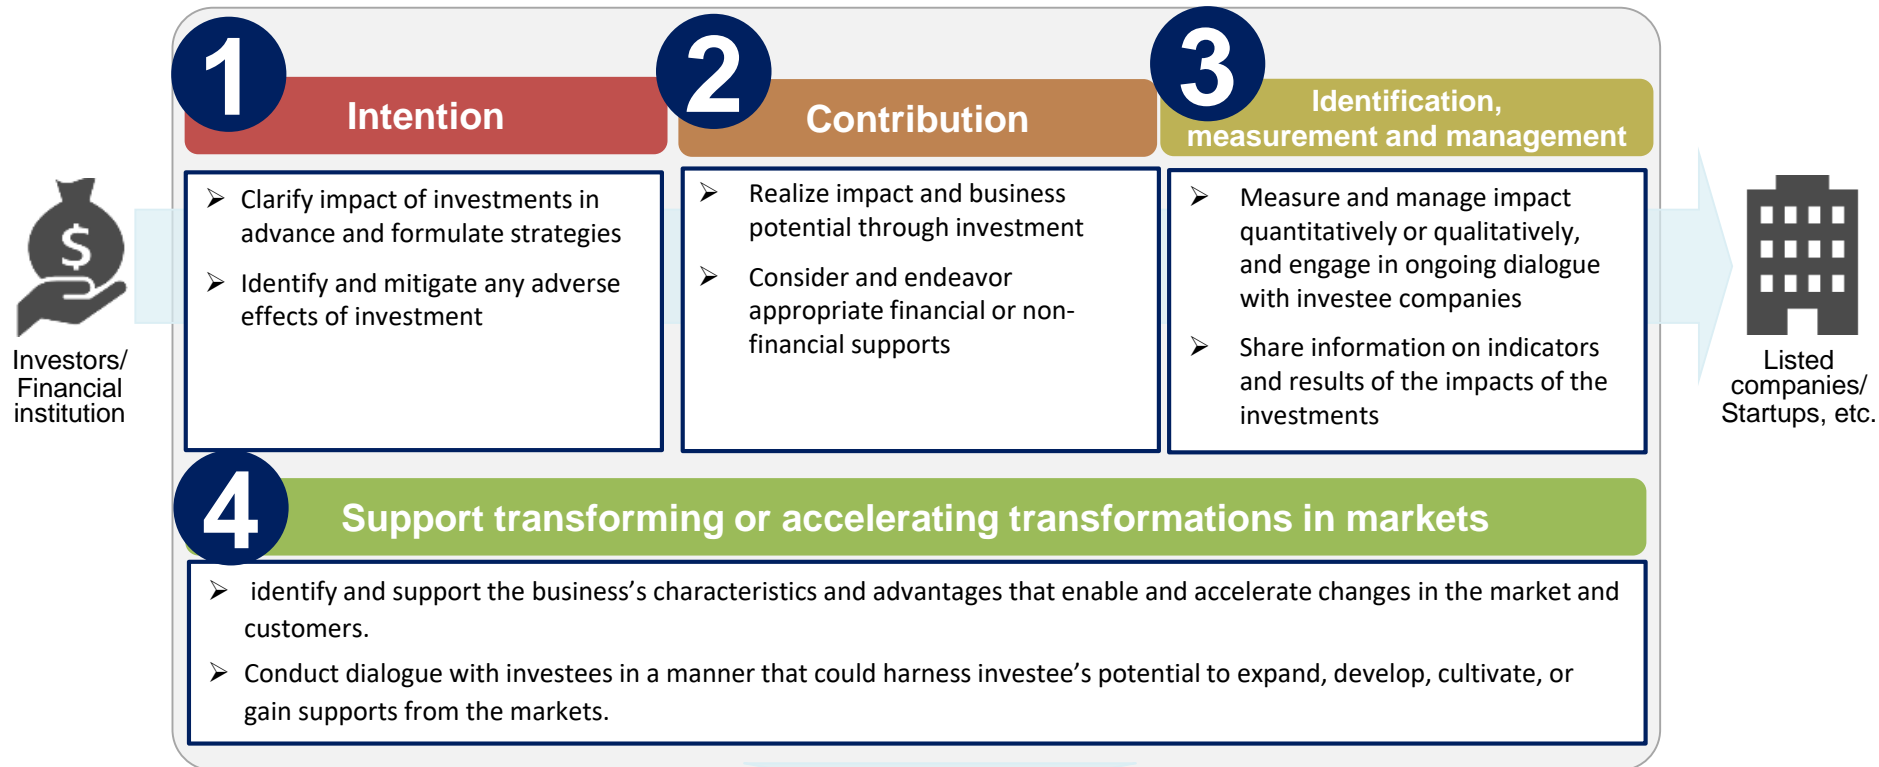 1
Intention
➢ Clarify impact of investments in
advance and formulate strategies
➢ Identify and mitigate any adverse
effects of investment
2
Contribution
➢ Realize impact and business
potential through investment
➢ Consider and endeavor
appropriate financial or non-
financial supports
3
Identification,
measurement and management
➢ Measure and manage impact
quantitatively or qualitatively,
and engage in ongoing dialogue
with investee companies
➢ Share information on indicators
and results of the impacts of the
investments
$
Investors/
Financial
institution
Listed
companies/
Startups, etc.
4
Support transforming or accelerating transformations in markets
➢ identify and support the business’s characteristics and advantages that enable and accelerate changes in the market and
customers.
➢ Conduct dialogue with investees in a manner that could harness investee’s potential to expand, develop, cultivate, or
gain supports from the markets.